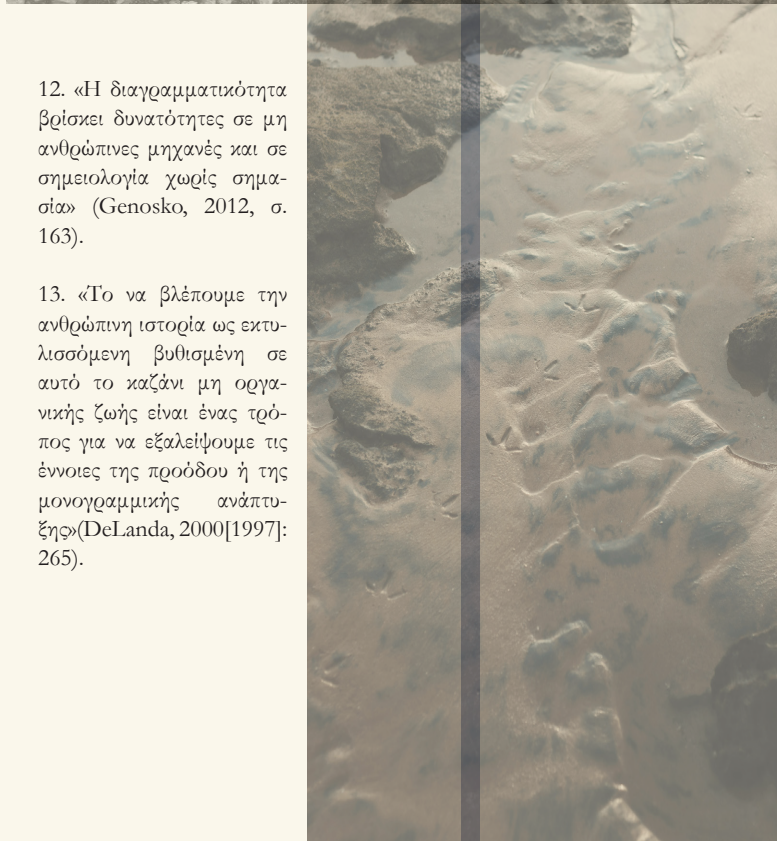 12. «Η διαγραμματικότητα
βρίσκει δυνατότητες σε μη
ανθρώπινες μηχανές και σε
σημειολογία χωρίς σημα-
σία» (Genosko, 2012, σ.
163).
13. «Το να βλέπουμε την
ανθρώπινη ιστορία ως εκτυ-
λισσόμενη βυθισμένη σε
αυτό το καζάνι μη οργα-
νικής ζωής είναι ένας τρό-
πος για να εξαλείψουμε τις
έννοιες της προόδου ή της
μονογραμμικής ανάπτυ-
ξης»(DeLanda, 2000[1997]:
265).